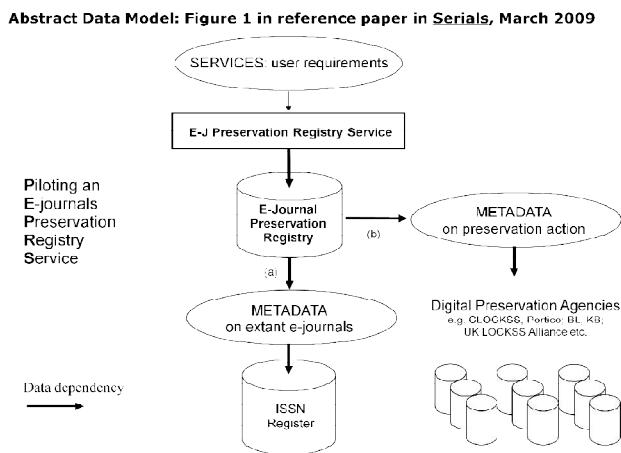 Abstract Data Model: Figure 1 in reference paper in Serials, March 2009
SERVICES: user requirements
E-J Preservation Registry Service
Piloting an
E-journals
Preservation
Registry
Service
E-Journal
Preservation
Registry
(b)
METADATA
on preservation action
(a)
METADATA
on extant e-journals
Digital Preservation Agencies
e.g. CLOCKSS, Portico; BL, KB;
UK LOCKSS Alliance etc.
Data dependency
ISSN
Register